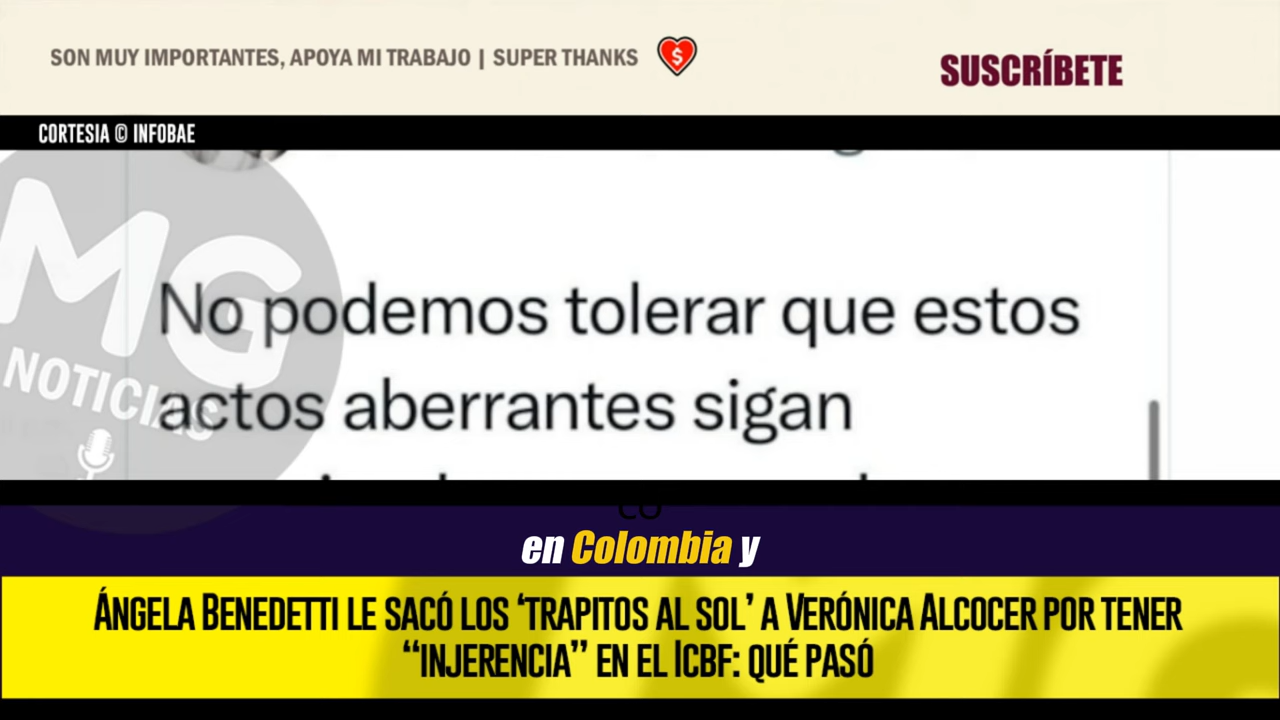 SON MUY IMPORTANTES, APOYA MI TRABAJO | SUPER THANKS
SUSCRÍBETE
CORTESIA © INFOBAE
MG
NOTICIAS
No podemos tolerar que estos
actos aberrantes sigan
en Colombia y
ÁNGELA BENEDETTI LE SACÓ LOS ‘TRAPITOS AL SOL’ A VERÓNICA ALCOCER POR TENER
“INJERENCIA” EN EL ICBF: QUÉ PASÓ